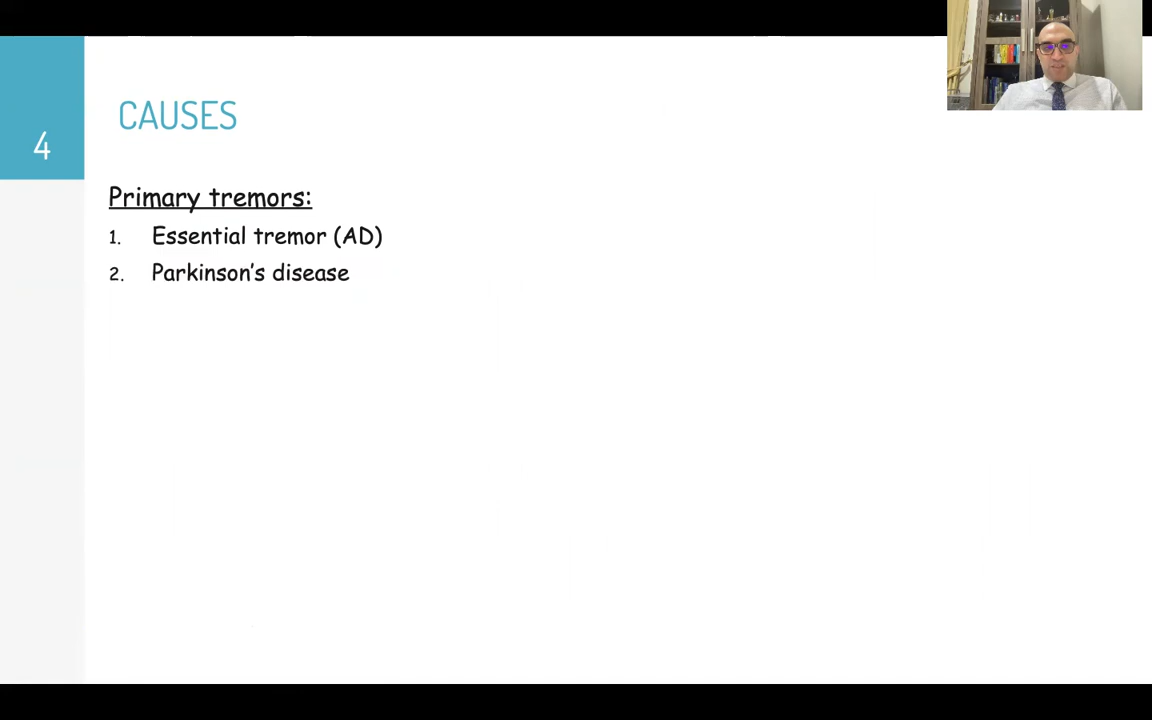 4
CAUSES
Primary tremors:
1. Essential tremor (AD)
2. Parkinson's disease